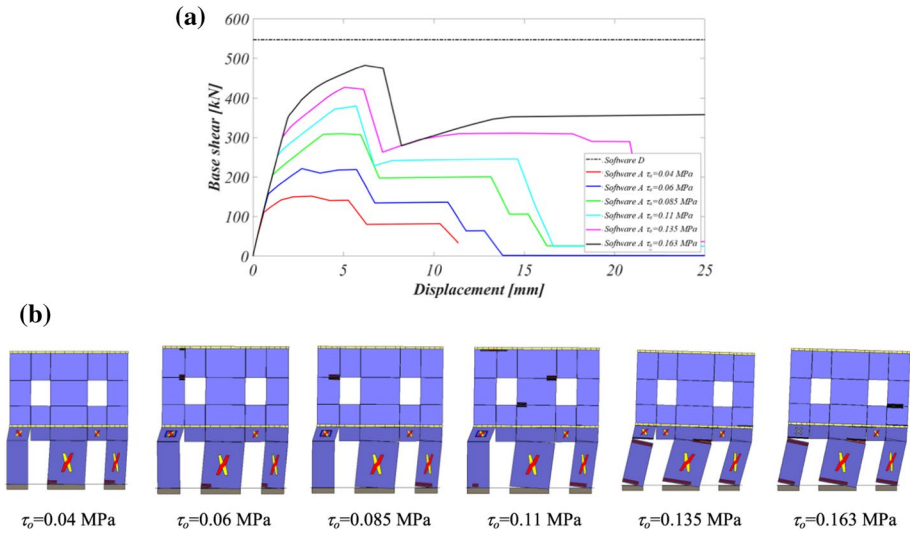 (a)
600
500
400
300
200
100
0
Base shear [kN]
0 5 10 15 20 25
Displacement [mm]
Software D
Software A τo=0.04 MPa
Software A τo=0.06 MPa
Software A τo=0.085 MPa
Software A τo=0.11 MPa
Software A τo=0.135 MPa
Software A τo=0.163 MPa
(b)
τo=0.04 MPa τo=0.06 MPa τo=0.085 MPa τo=0.11 MPa τo=0.135 MPa τo=0.163 MPa